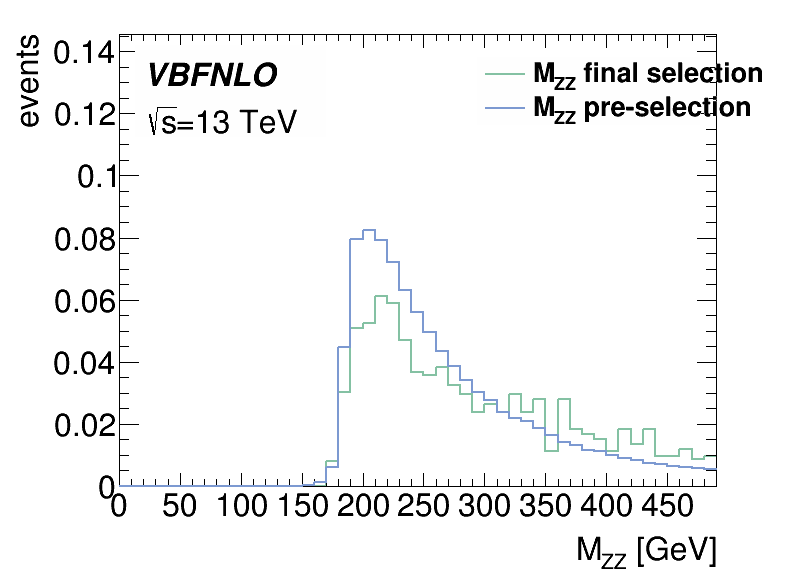 events
0.14
0.12
0.1
0.08
0.06
0.04
0.02
0
VBFNLO
√s=13 TeV
M_ZZ final selection
M_ZZ pre-selection
0 50 100 150 200 250 300 350 400 450
M_ZZ [GeV]